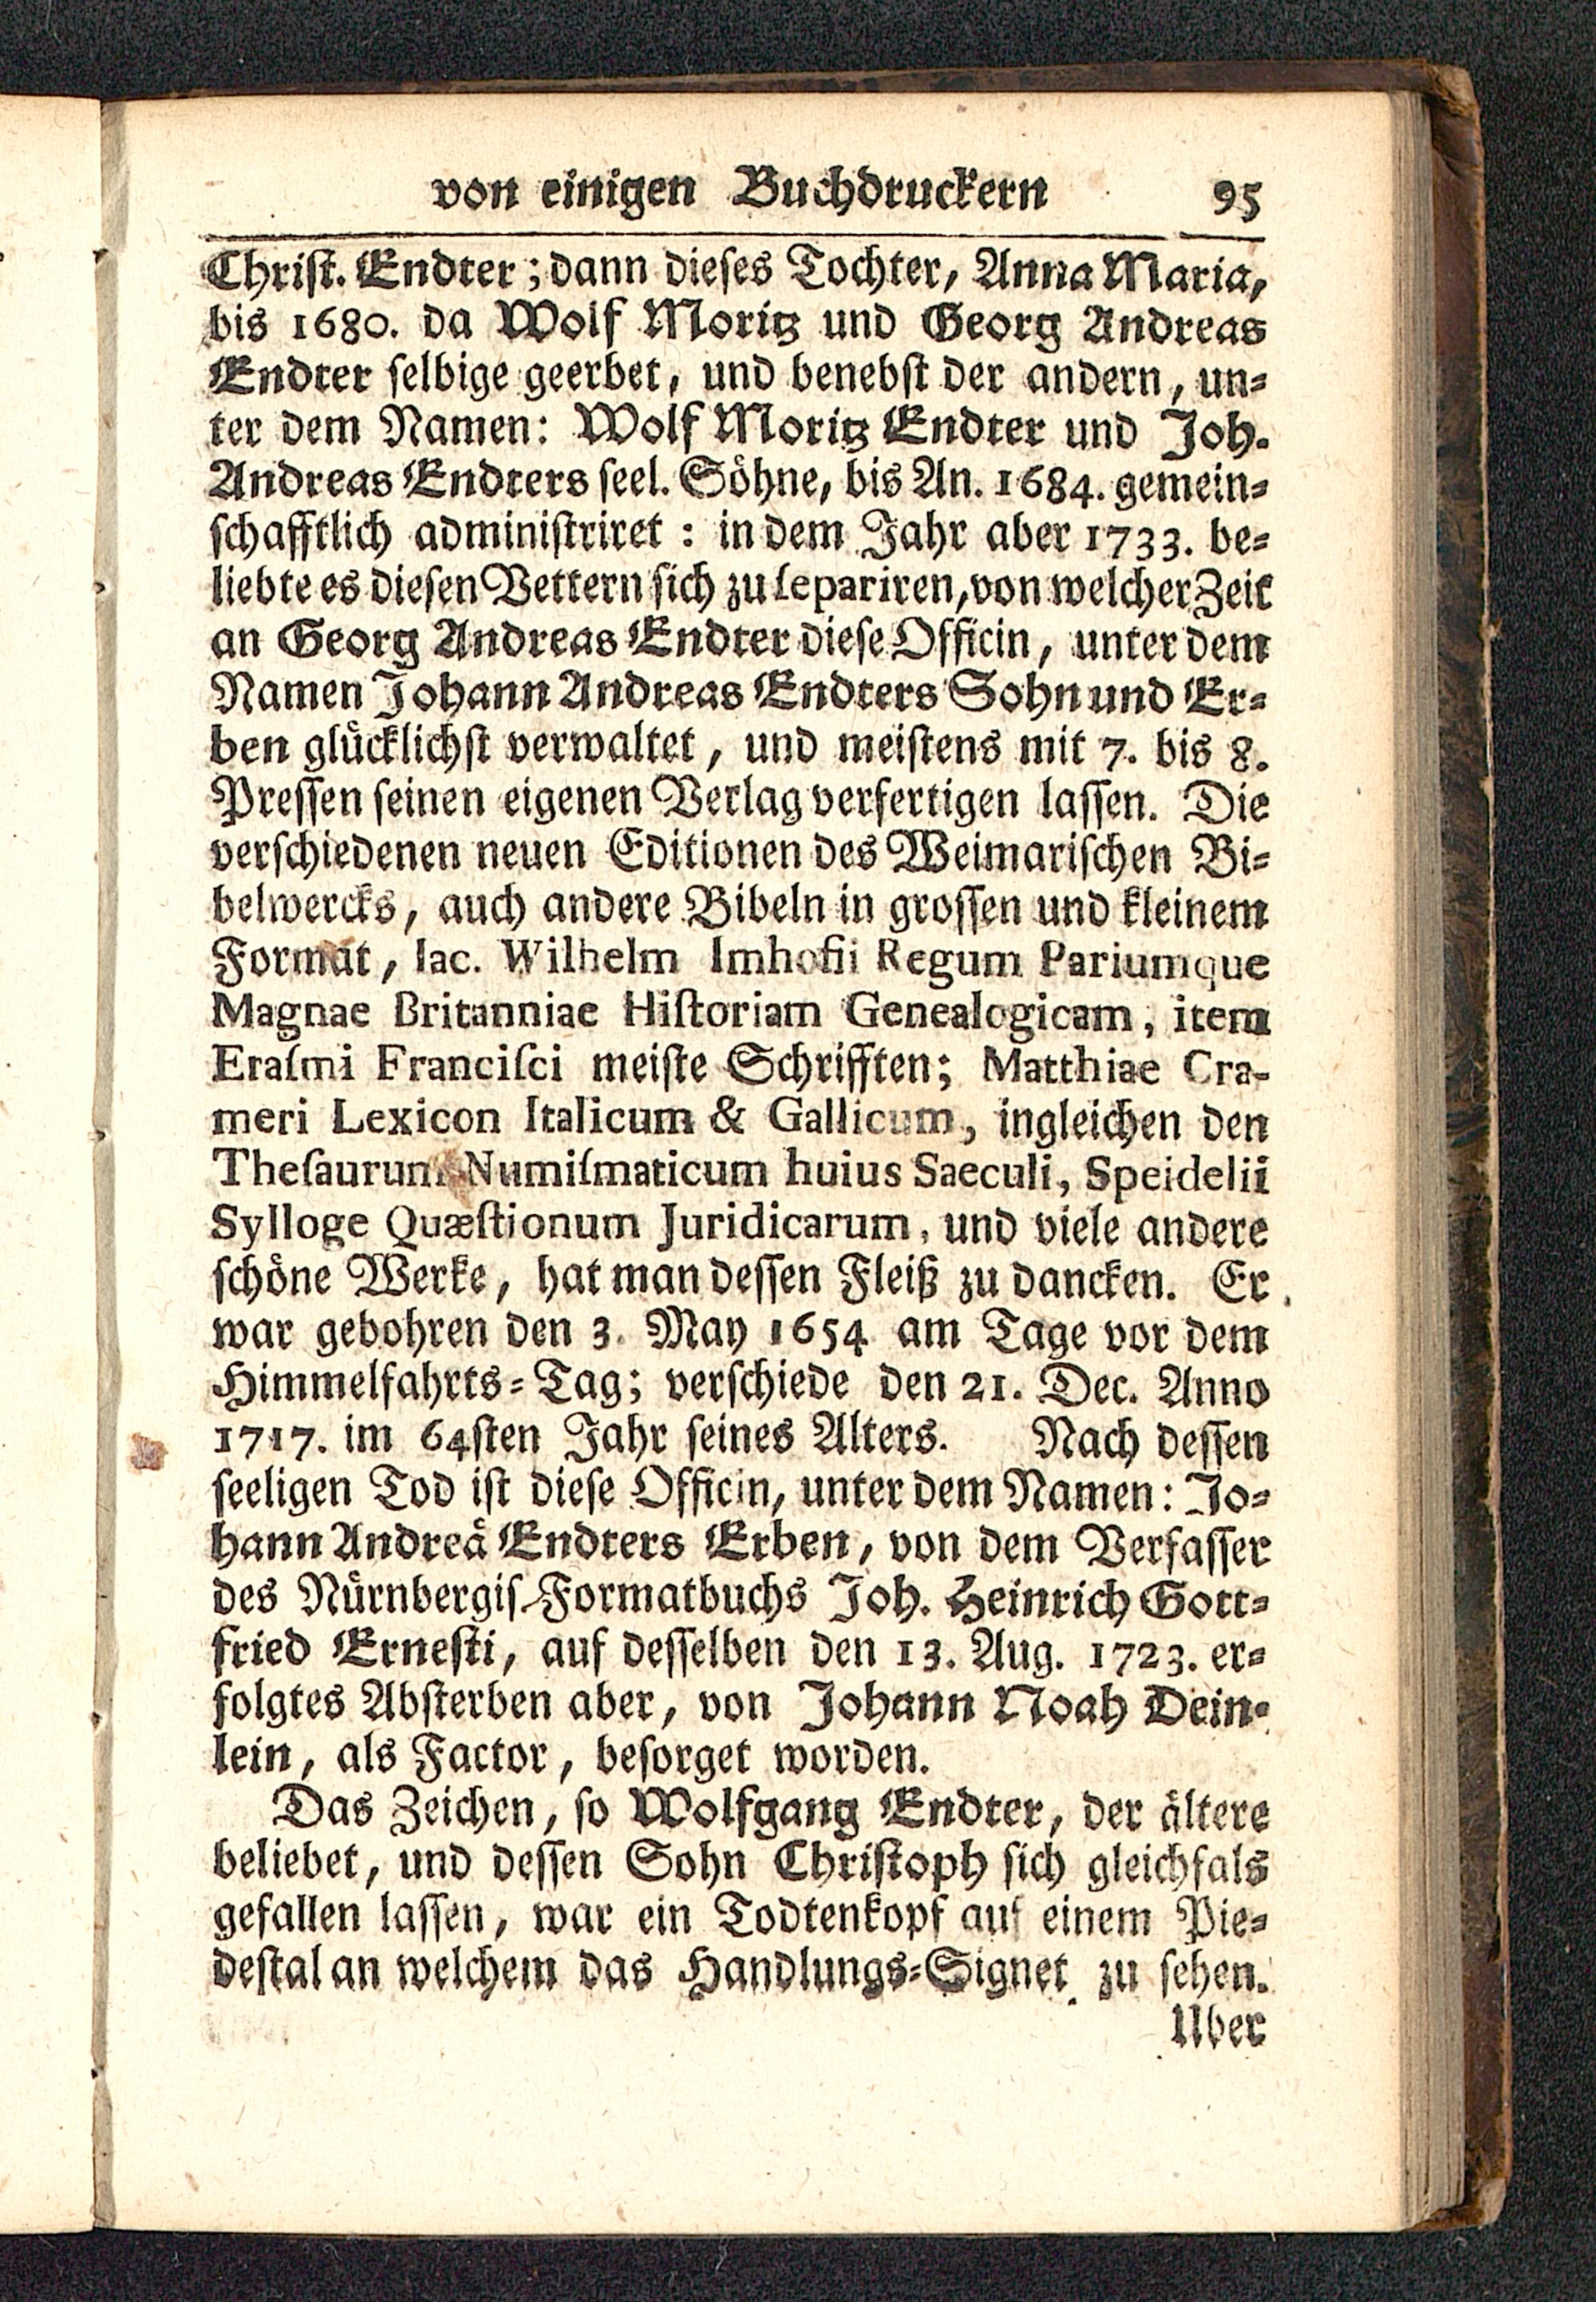 von einigen Buchdruckern 95
Chriſt. Endter; dann dieſes Tochter, Anna Maria,
bis 1680. da Wolf Moritz und Georg Andreas
Endter ſelbige geerbet, und benebſt der andern, un⸗
ter dem Namen: Wolf Moritz Endter und Joh.
Andreas Endters ſeel. Söhne, bis An. 1684. gemein⸗
ſchafftlich adminiſtriret : in dem Jahr aber 1733. be⸗
liebte es dieſen Vettern ſich zu ſepariren, von welcher Zeit
an Georg Andreas Endter dieſe Officin, unter dem
Namen Johann Andreas Endters Sohn und Er⸗
ben glücklichſt verwaltet, und meiſtens mit 7. bis 8.
Preſſen ſeinen eigenen Verlag verfertigen laſſen. Die
verſchiedenen neuen Editionen des Weimariſchen Bi⸗
belwercks, auch andere Bibeln in groſſen und kleinem
Format, Iac. Wilhelm Imhofii Regum Pariumque
Magnae Britanniae Hiſtoriam Genealogicam, item
Eraſmi Franciſci meiſte Schrifften; Matthiae Cra-
meri Lexicon Italicum & Gallicum, ingleichen den
Theſaurum Numiſmaticum huius Saeculi, Speidelii
Sylloge Quæſtionum Juridicarum, und viele andere
ſchöne Werke, hat man deſſen Fleiß zu dancken. Er
war gebohren den 3. May 1654 am Tage vor dem
Himmelfahrts⸗Tag; verſchiede den 21. Dec. Anno
1717. im 64ſten Jahr ſeines Alters. Nach deſſen
ſeeligen Tod iſt dieſe Officin, unter dem Namen: Jo⸗
hann Andreä Endters Erben, von dem Verfaſſer
des Nürnbergiſ. Formatbuchs Joh. Heinrich Gott⸗
fried Erneſti, auf deſſelben den 13. Aug. 1723. er⸗
folgtes Abſterben aber, von Johann Noah Dein⸗
lein, als Factor, beſorget worden.
Das Zeichen, ſo Wolfgang Endter, der ältere
beliebet, und deſſen Sohn Chriſtoph ſich gleichfals
gefallen laſſen, war ein Todtenkopf auf einem Pie⸗
deſtal an welchem das Handlungs⸗Signet zu ſehen.
Uber